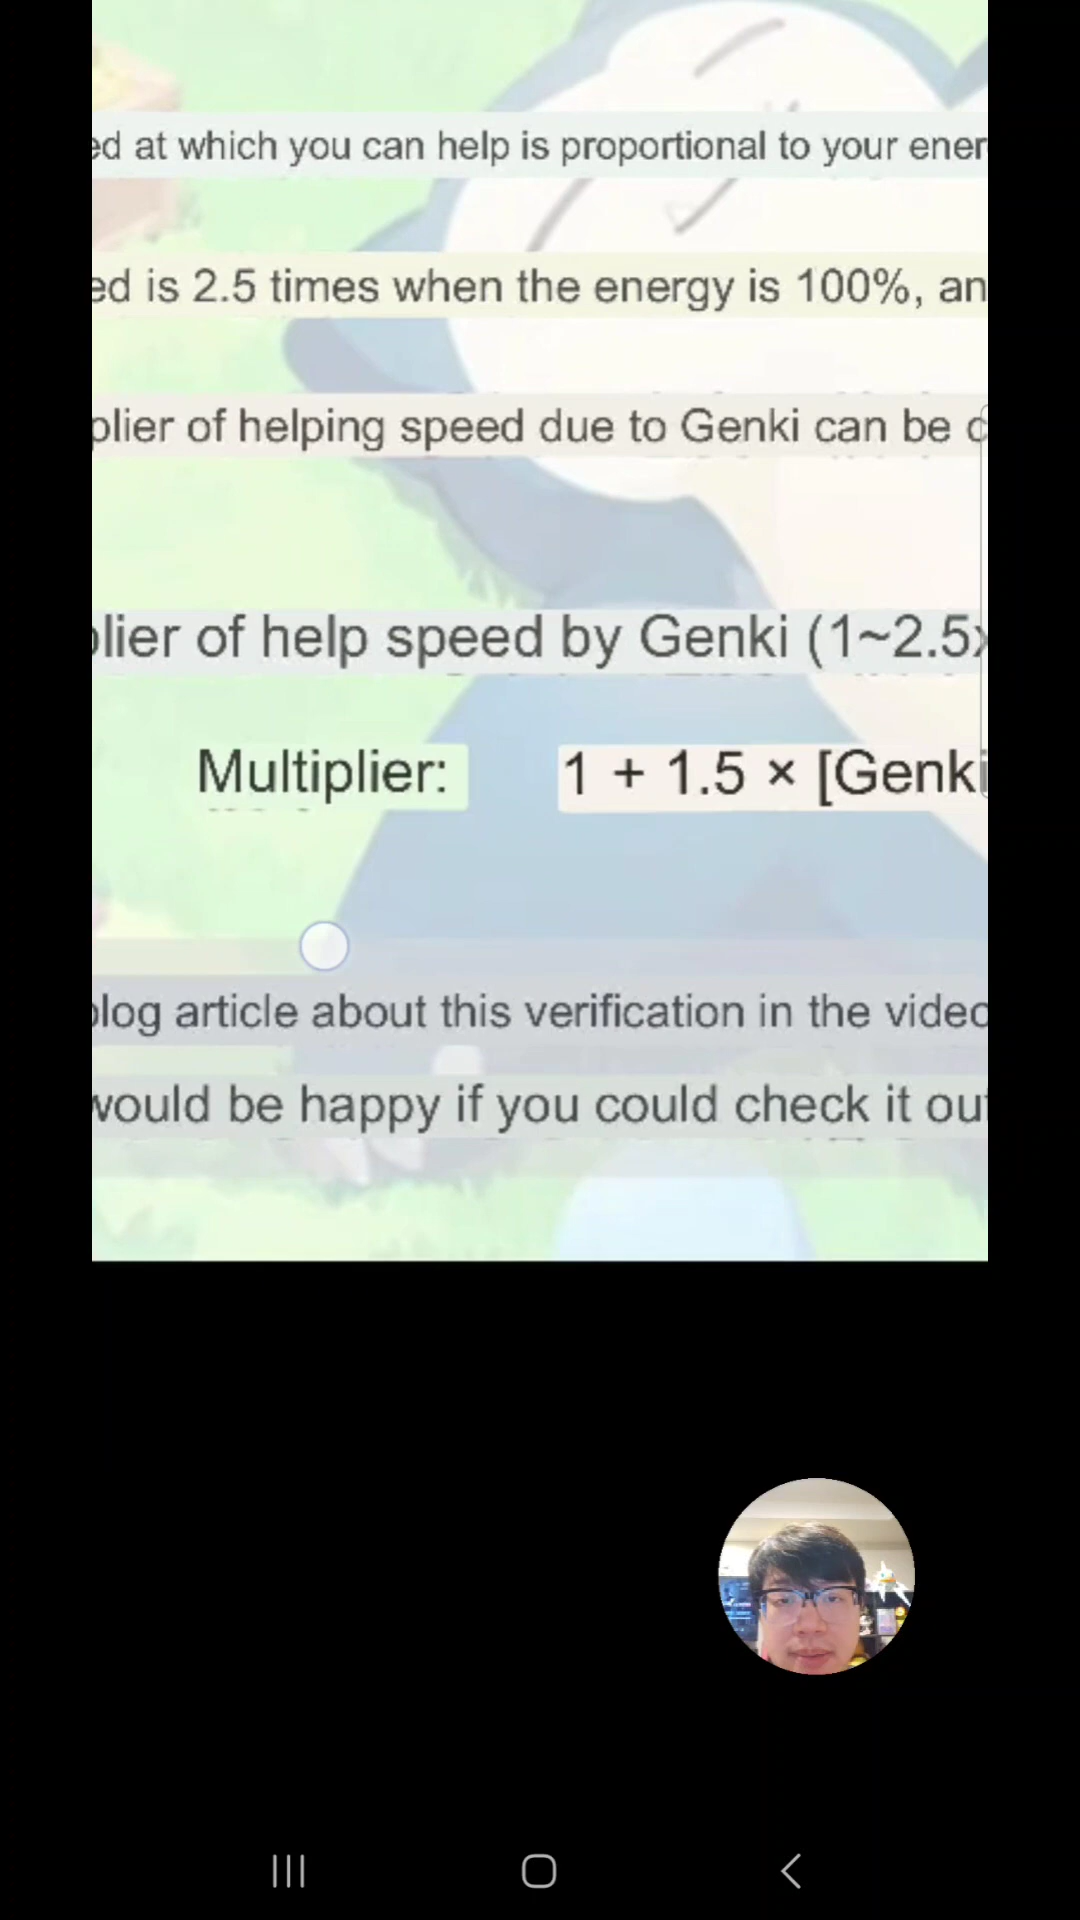 ed at which you can help is proportional to your ener
ed is 2.5 times when the energy is 100%, an
plier of helping speed due to Genki can be c
plier of help speed by Genki (1~2.5x
Multiplier: 1 + 1.5 × [Genki
blog article about this verification in the video
would be happy if you could check it out